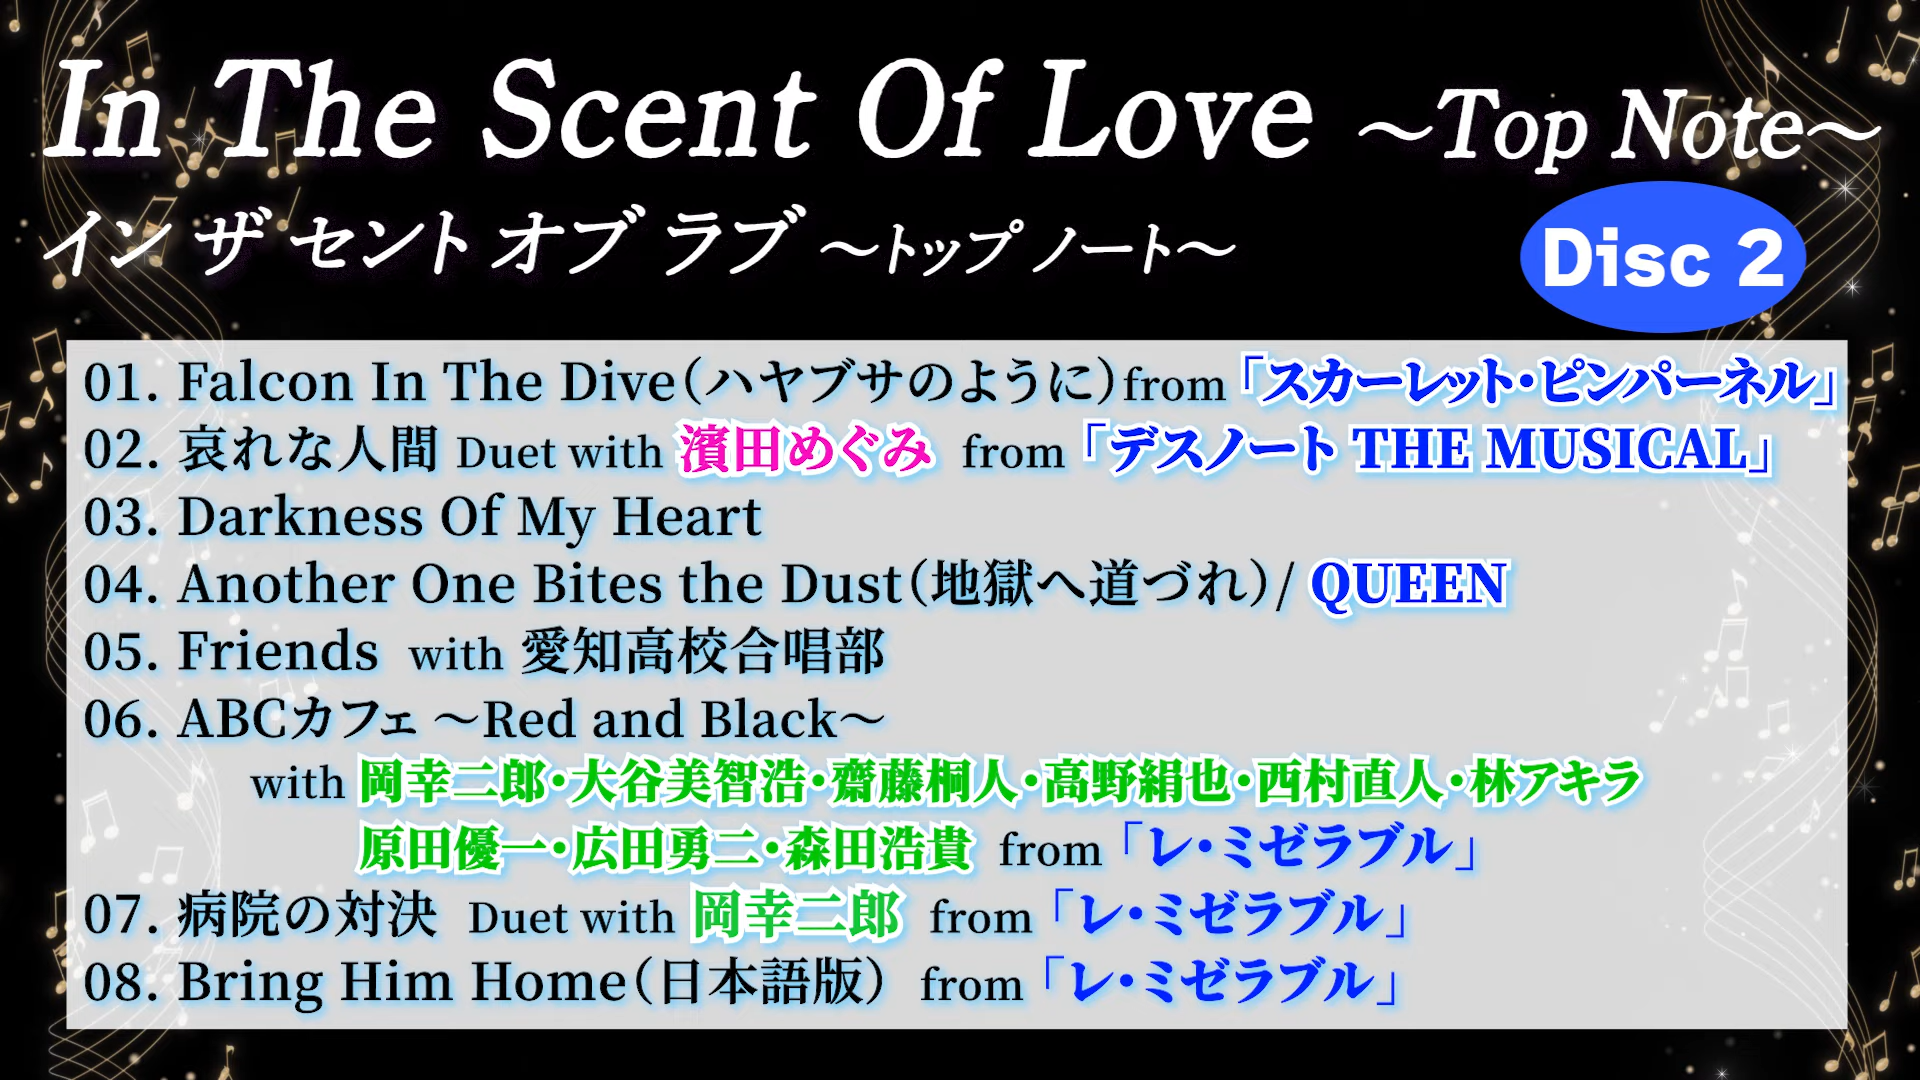 In The Scent Of Love ～Top Note～
イン ザ セント オブ ラブ ～トップ ノート～
Disc 2
01. Falcon In The Dive（ハヤブサのように）from「スカーレット・ピンパーネル」
02. 哀れな人間 Duet with 濱田めぐみ from「デスノート THE MUSICAL」
03. Darkness Of My Heart
04. Another One Bites the Dust（地獄へ道づれ）/ QUEEN
05. Friends with 愛知高校合唱部
06. ABCカフェ ～Red and Black～
with 岡幸二郎・大谷美智浩・齋藤桐人・高野絹也・西村直人・林アキラ
原田優一・広田勇二・森田浩貴 from「レ・ミゼラブル」
07. 病院の対決 Duet with 岡幸二郎 from「レ・ミゼラブル」
08. Bring Him Home（日本語版） from「レ・ミゼラブル」